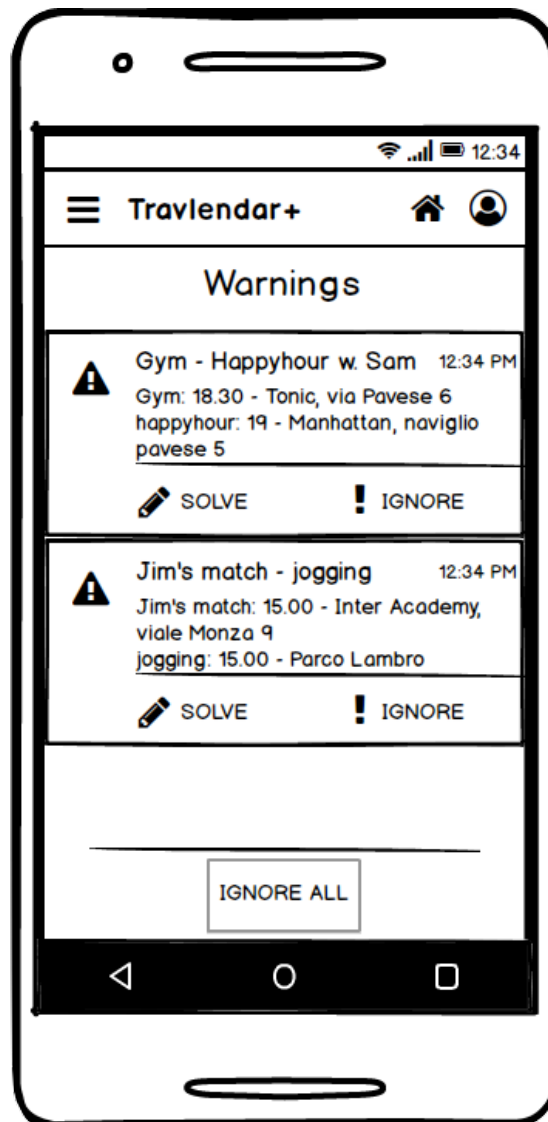 12:34
Travlendar+
Warnings
Gym - Happyhour w. Sam 12:34 PM
Gym: 18.30 - Tonic, via Pavese 6
happyhour: 19 - Manhattan, naviglio
pavese 5
SOLVE IGNORE
Jim's match - jogging 12:34 PM
Jim's match: 15.00 - Inter Academy,
viale Monza 9
jogging: 15.00 - Parco Lambro
SOLVE IGNORE
IGNORE ALL